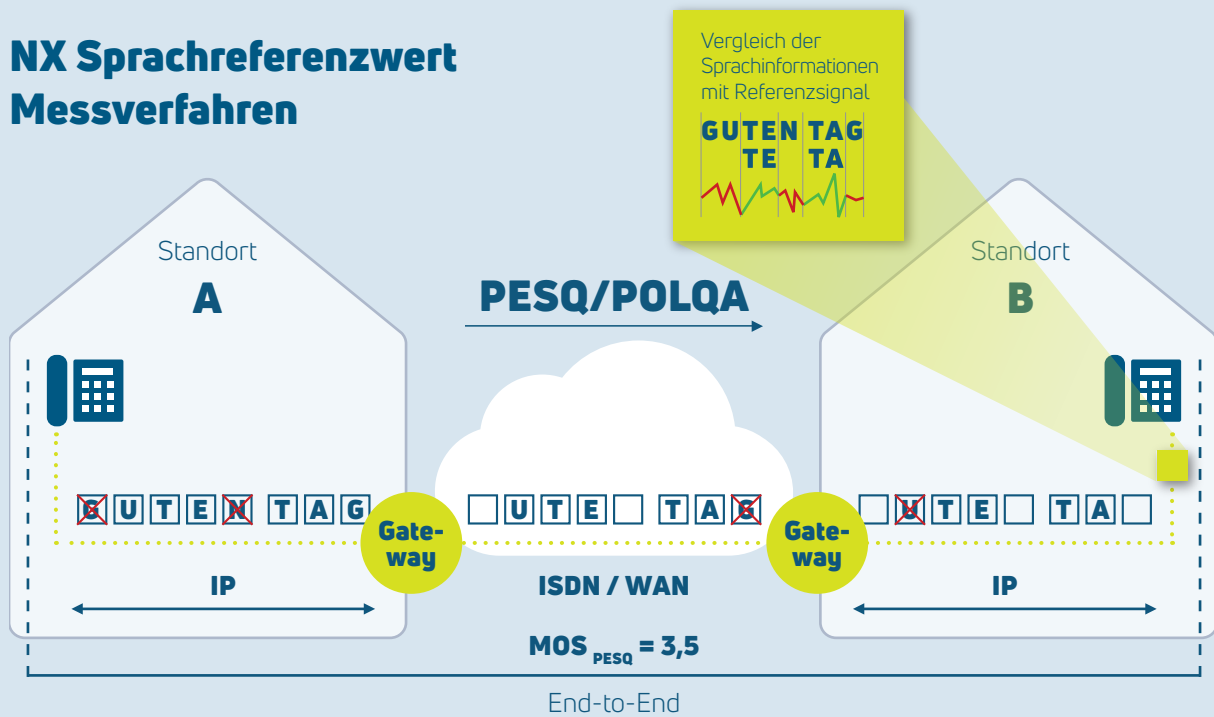 NX Sprachreferenzwert
Messverfahren
Vergleich der
Sprachinformationen
mit Referenzsignal
GUTEN TAG
TE TA
Standort
A
PESQ/POLQA
Standort
B
GUTEN TAG
UTE TAG
UTE TA
Gate-
way
Gate-
way
IP
ISDN / WAN
IP
MOS PESQ = 3,5
End-to-End